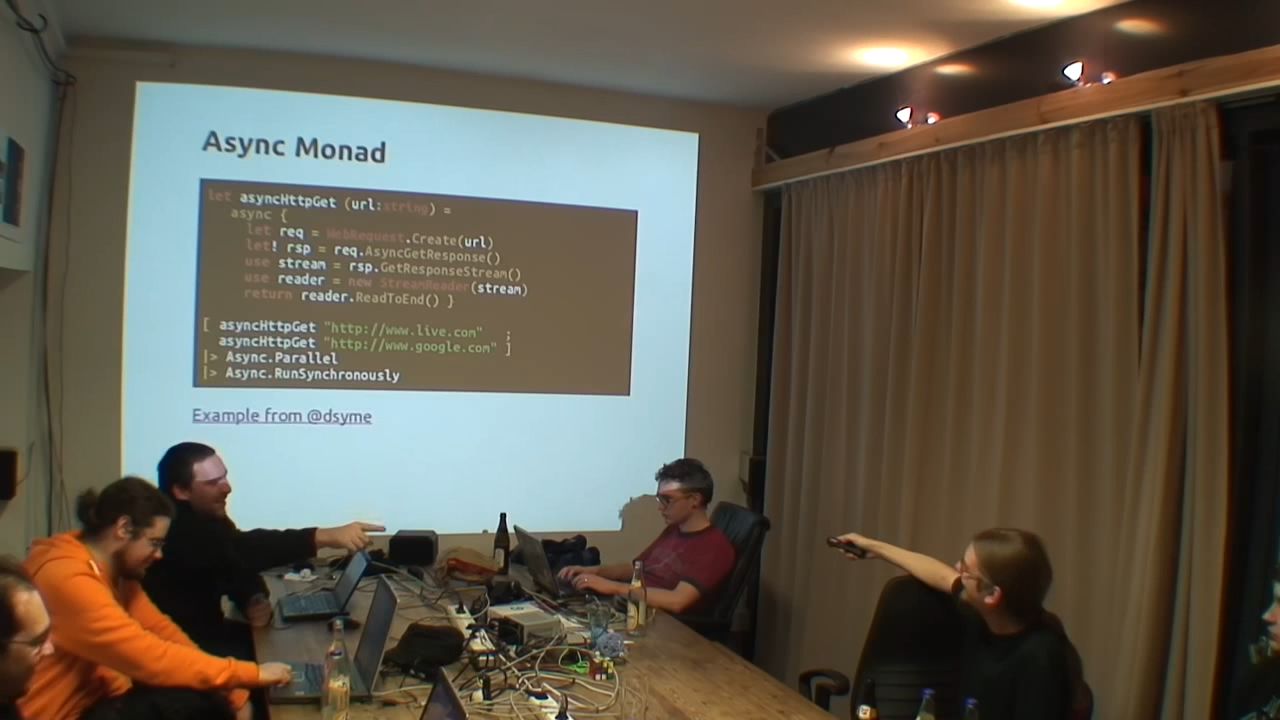 Async Monad
let asyncHttpGet (url:string) =
async {
let req = WebRequest.Create(url)
let! rsp = req.AsyncGetResponse()
use stream = rsp.GetResponseStream()
use reader = new StreamReader(stream)
return reader.ReadToEnd() }
[ asyncHttpGet "http://www.live.com" ;
asyncHttpGet "http://www.google.com" ]
|> Async.Parallel
|> Async.RunSynchronously
Example from @dsyme